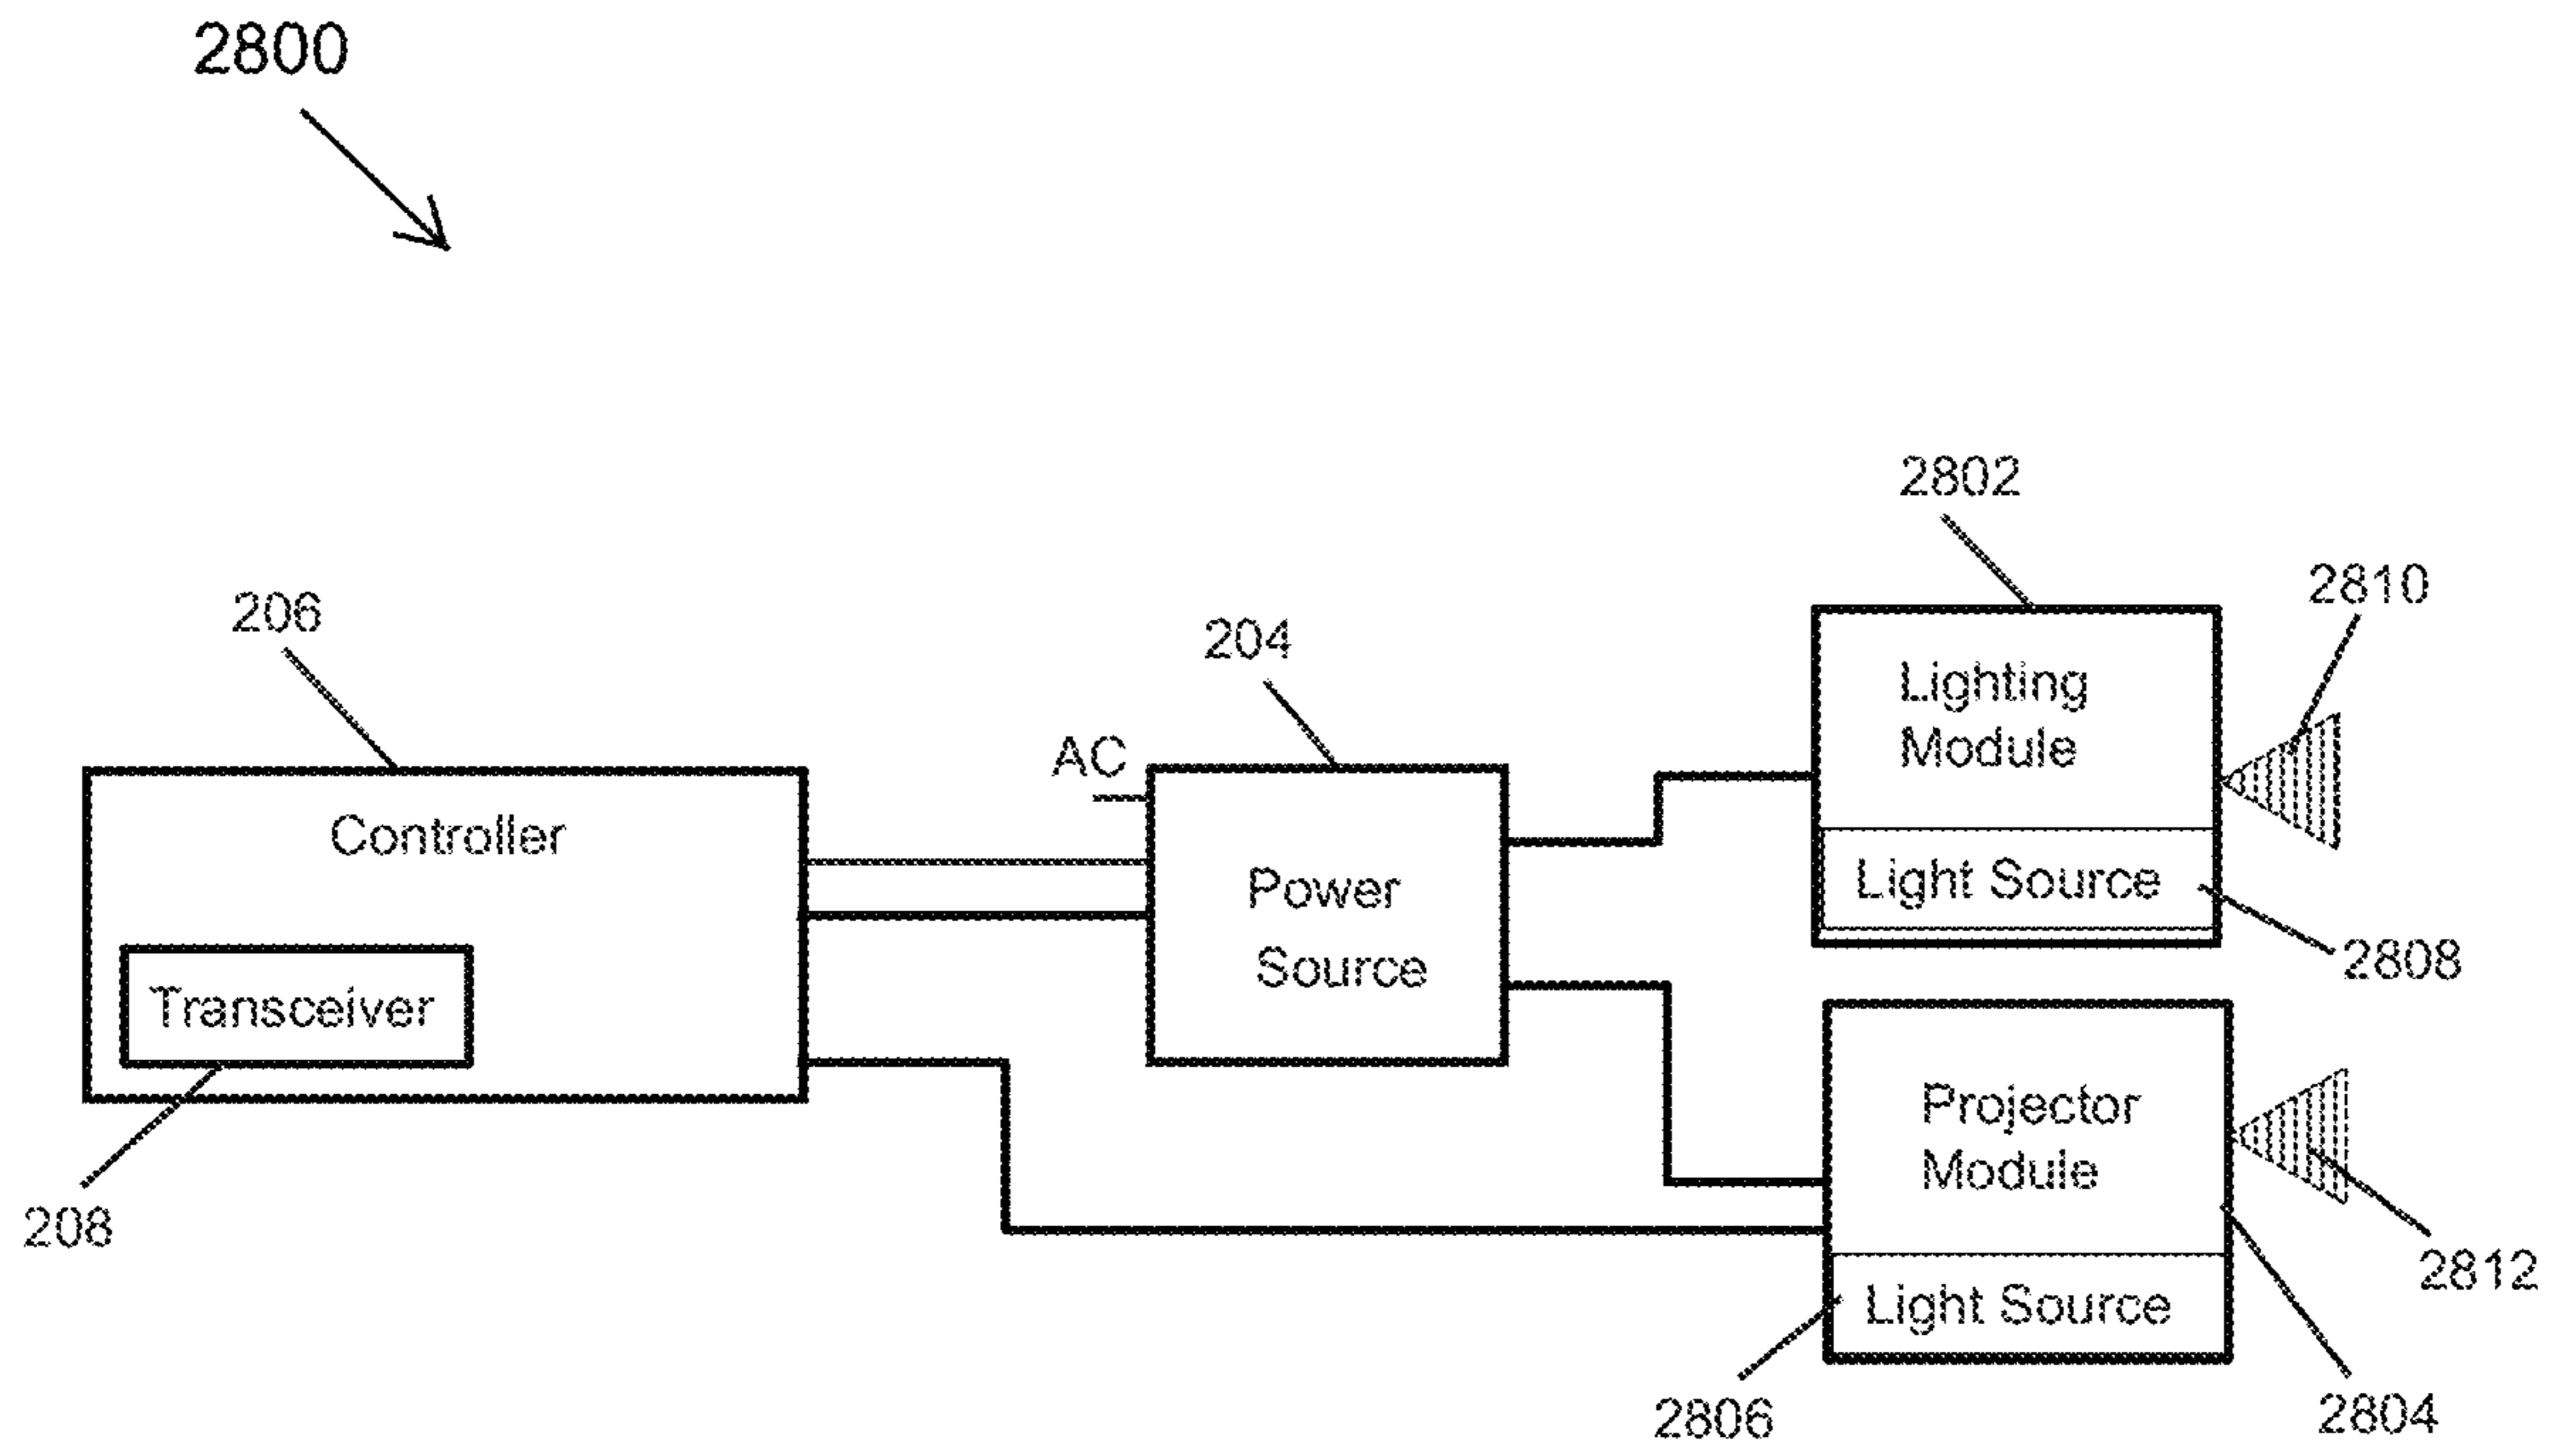 2800
2802
2810
206
204
Lighting
Module
AC
Controller
Light Source
Power
Source
2808
Transceiver
Projector
Module
208
2812
Light Source
2806
2804